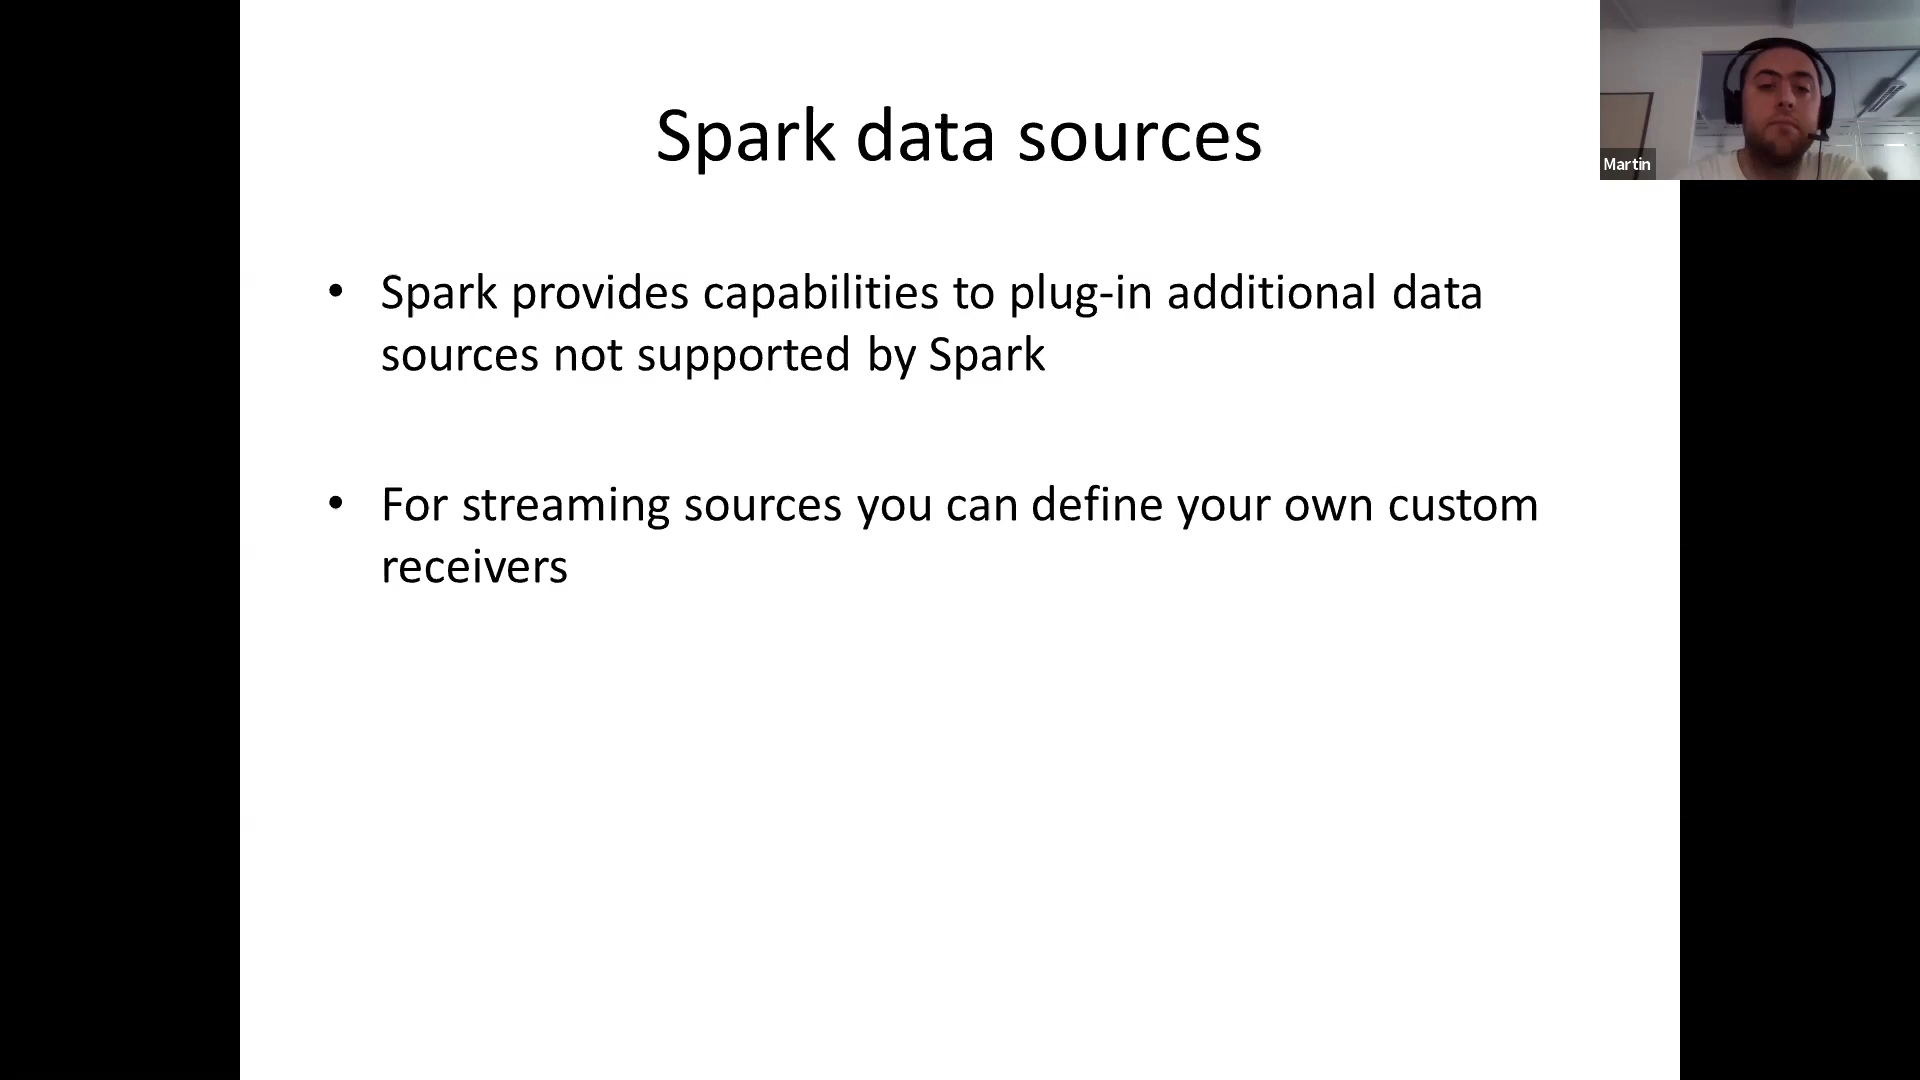 Spark data sources
• Spark provides capabilities to plug-in additional data
sources not supported by Spark
• For streaming sources you can define your own custom
receivers
Martin